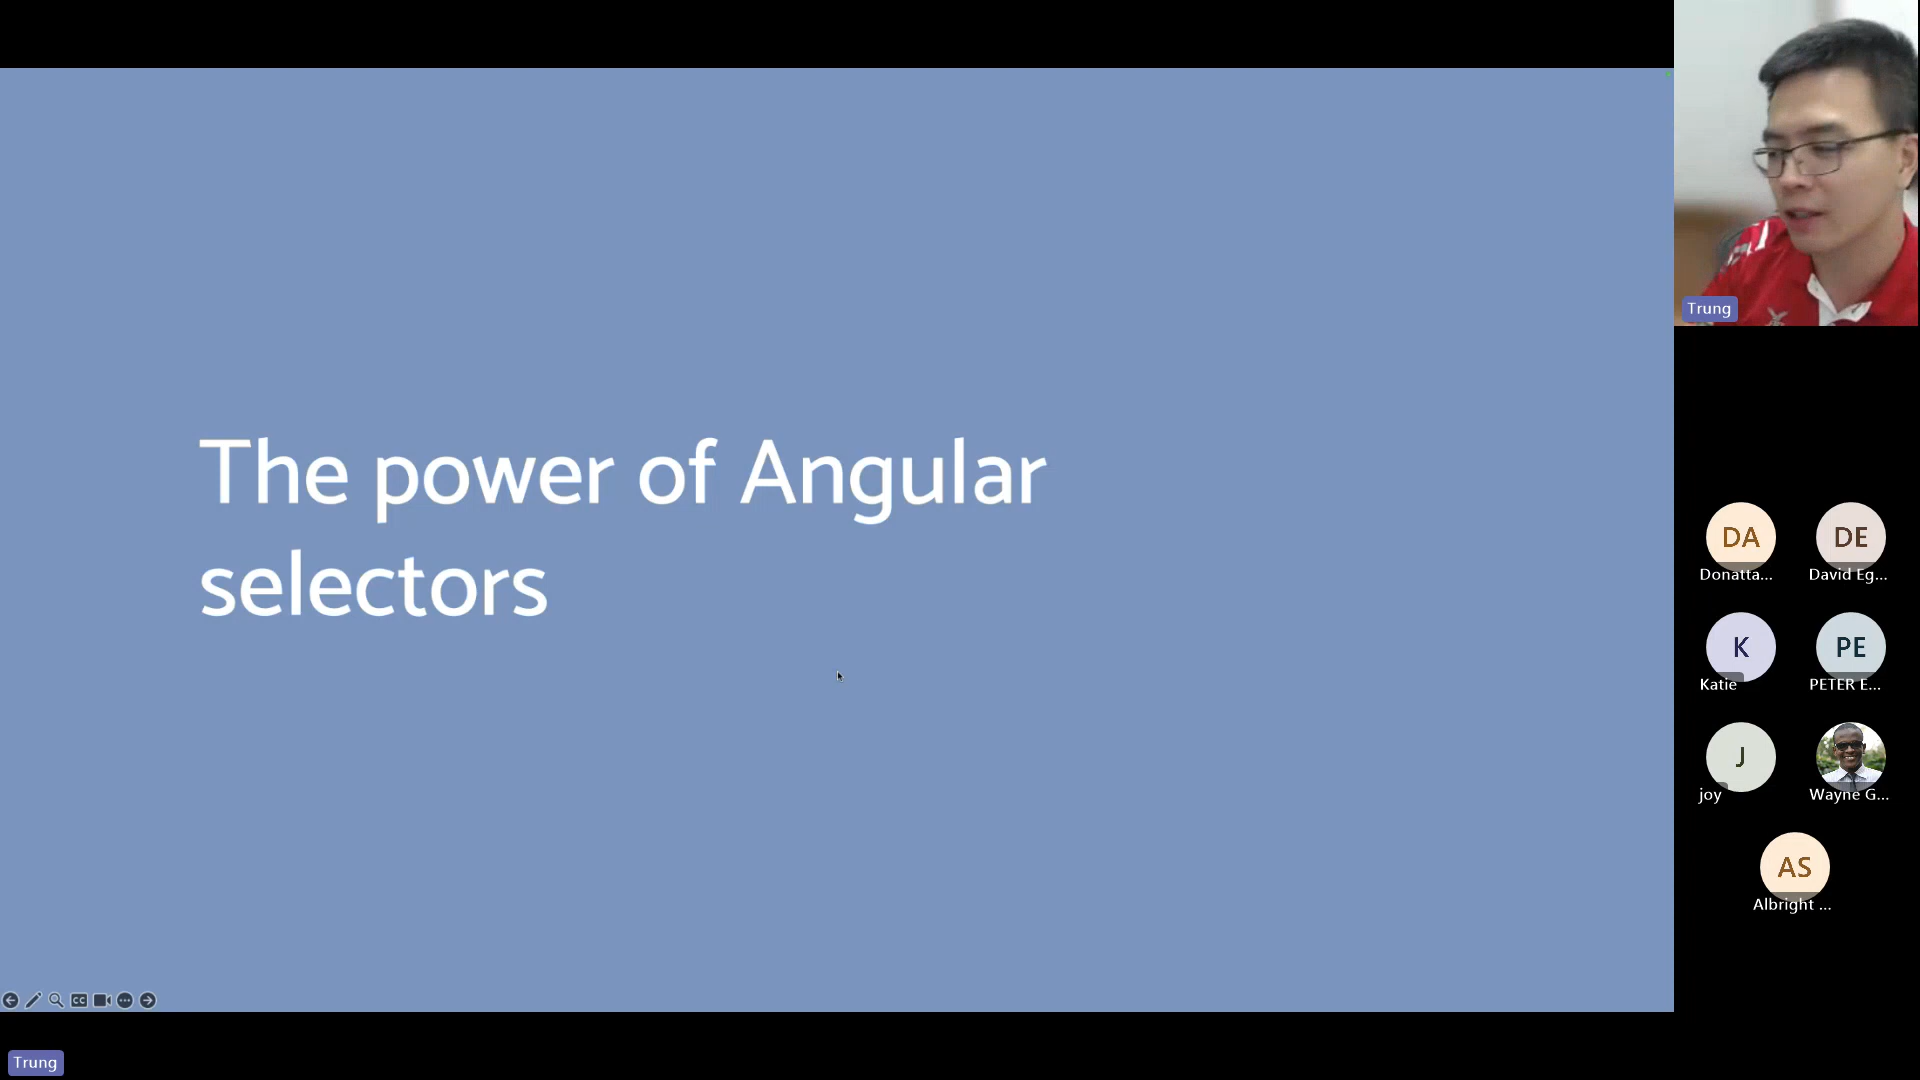 The power of Angular
selectors
Trung
DA
Donatta...
DE
David Eg...
K
Katie
PE
PETER E...
J
joy
Wayne G...
AS
Albright ...
CC
Trung